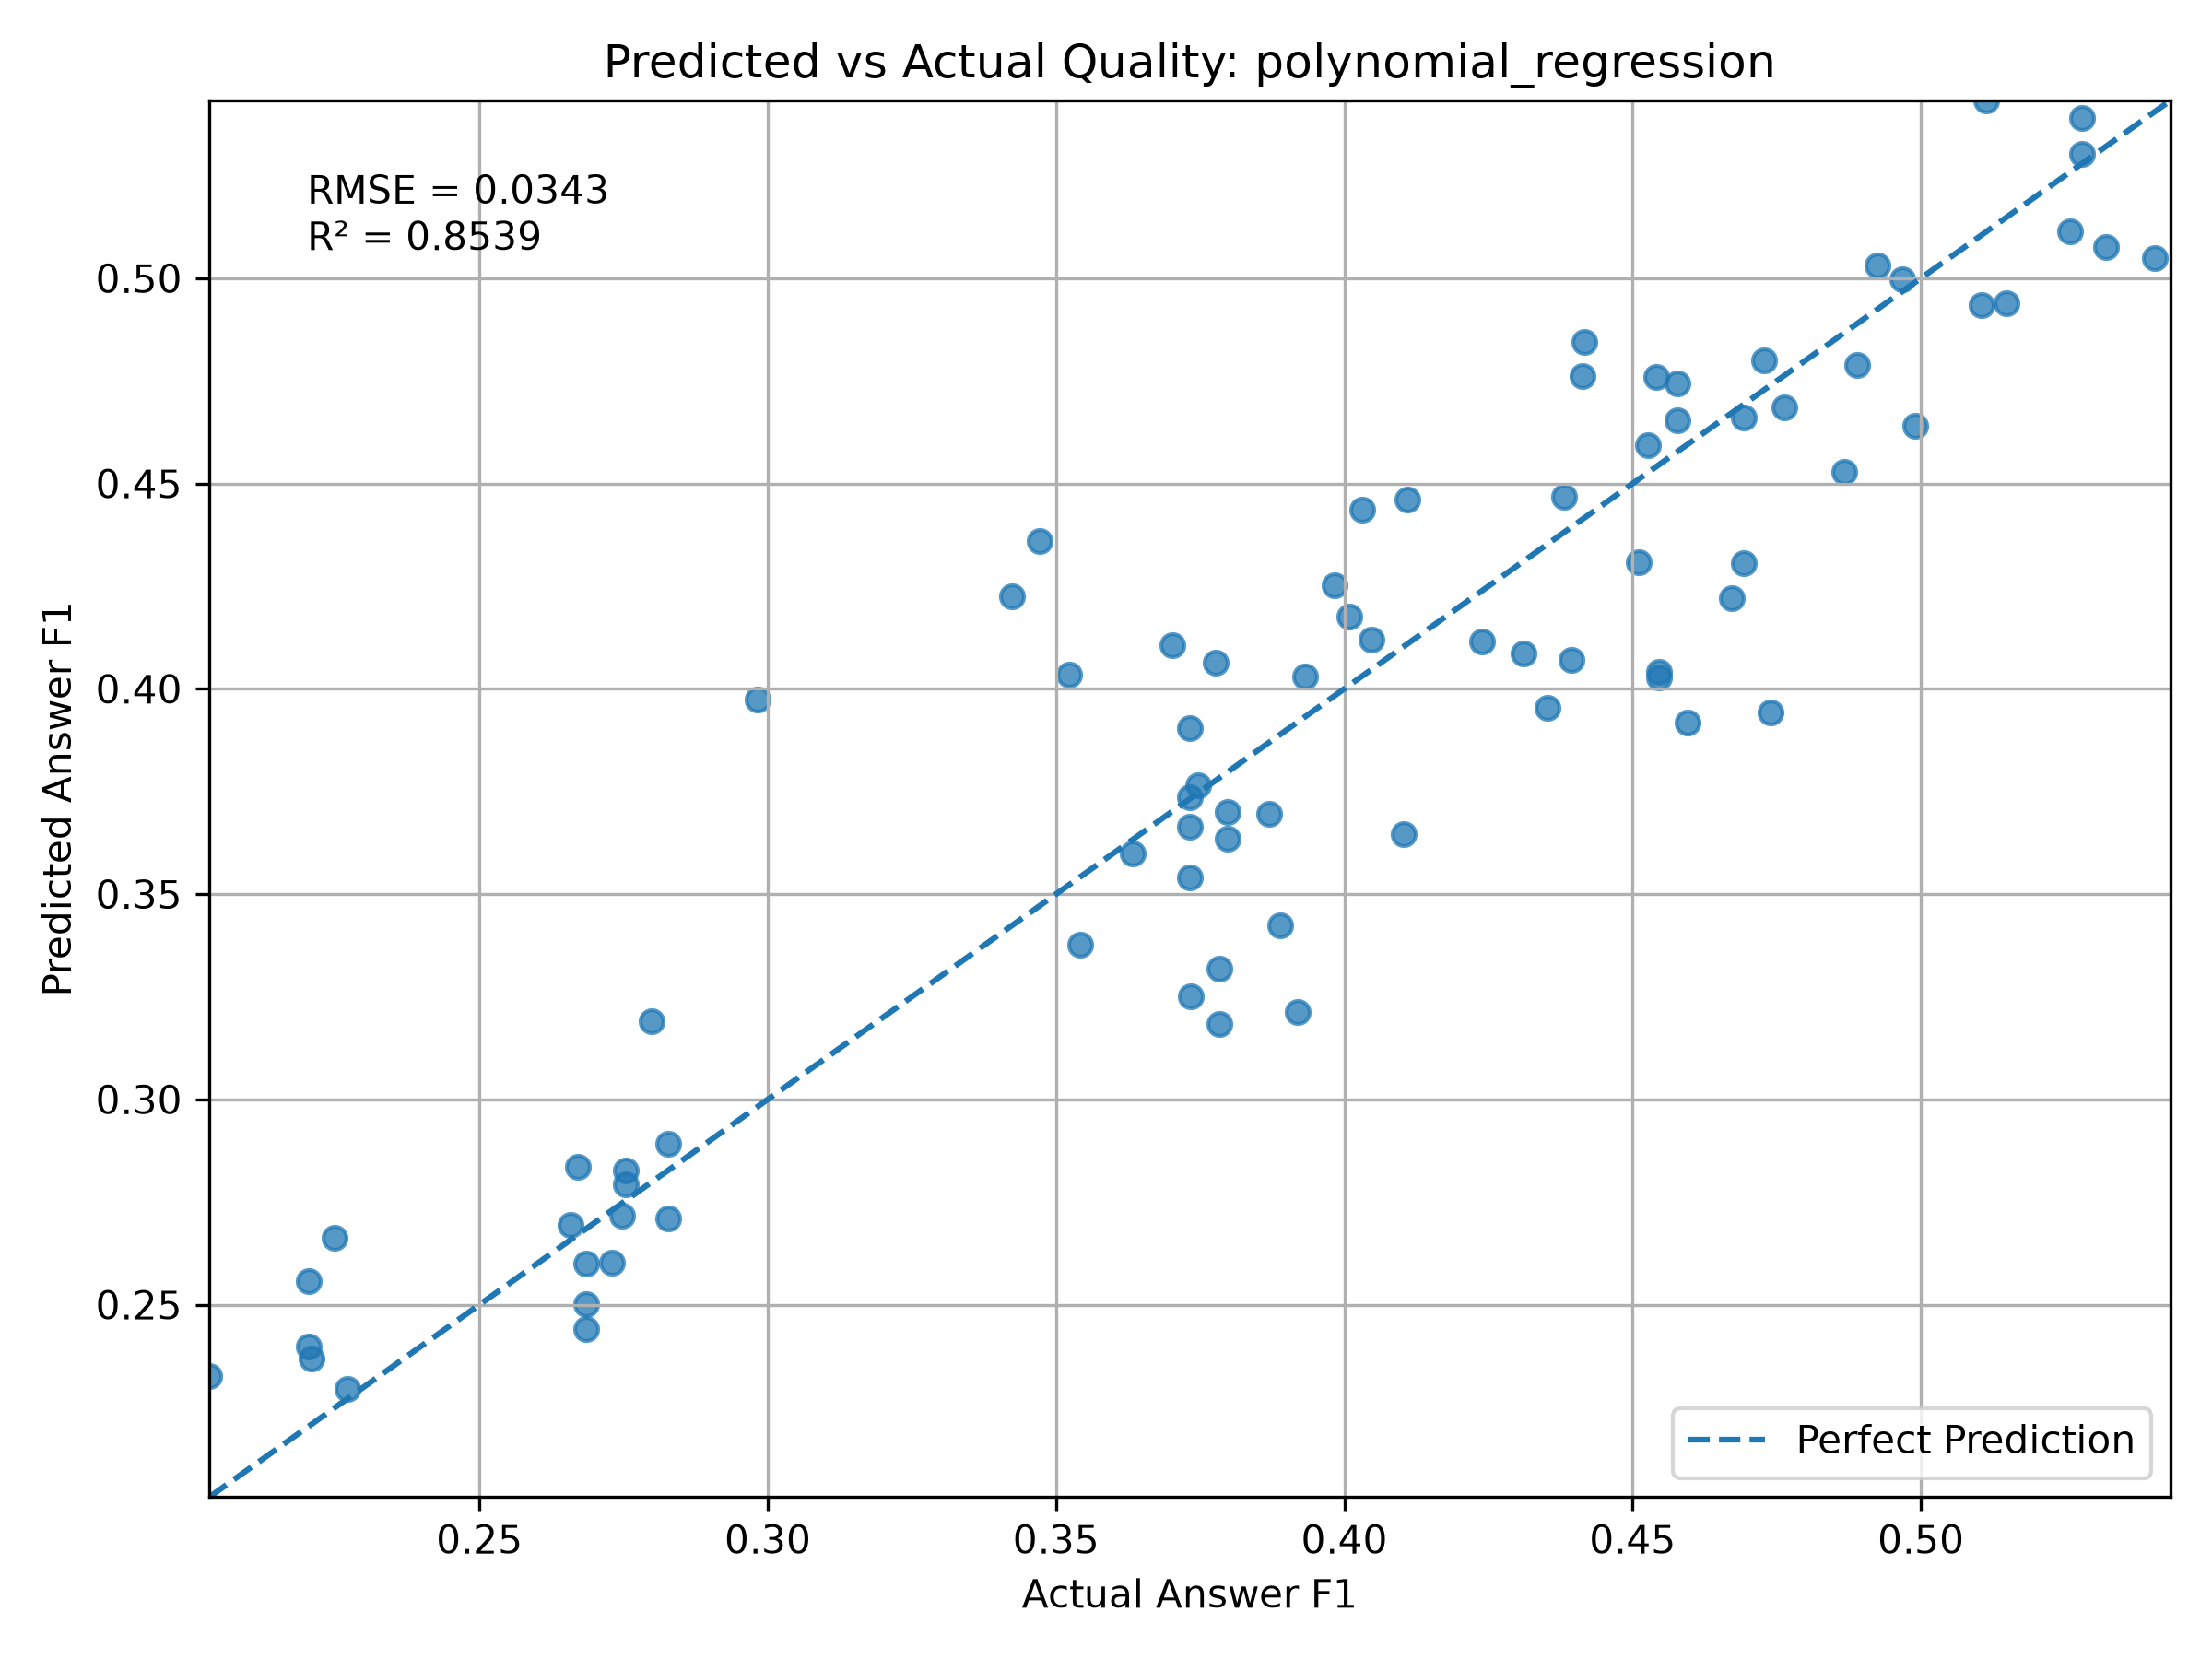 Predicted vs Actual Quality: polynomial_regression
RMSE = 0.0343
R² = 0.8539
0.50
0.45
0.40
0.35
0.30
0.25
Predicted Answer F1
Perfect Prediction
0.25 0.30 0.35 0.40 0.45 0.50
Actual Answer F1